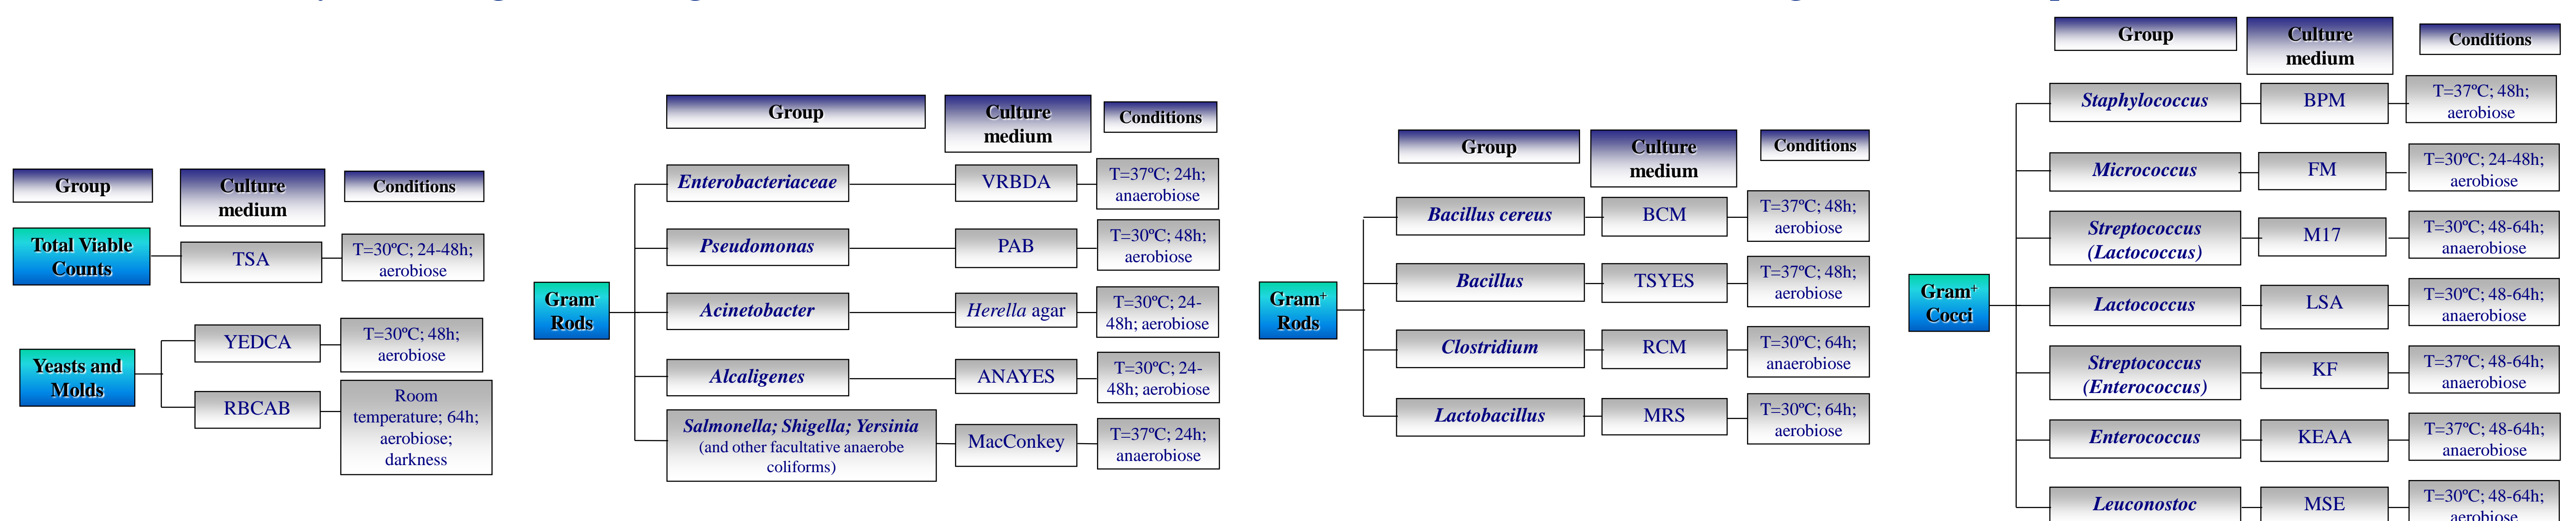 Group
Culture
medium
Conditions
Total Viable
Counts
TSA
T=30ºC; 24-48h;
aerobiose
Yeasts and
Molds
YEDCA
T=30ºC; 48h;
aerobiose
RBCAB
Room
temperature; 64h;
aerobiose;
darkness
Group
Culture
medium
Conditions
Gram-
Rods
Enterobacteriaceae
VRBDA
T=37ºC; 24h;
anaerobiose
Pseudomonas
PAB
T=30ºC; 48h;
aerobiose
Acinetobacter
Herella agar
T=30ºC; 24-
48h; aerobiose
Alcaligenes
ANAYES
T=30ºC; 24-
48h; aerobiose
Salmonella; Shigella; Yersinia
(and other facultative anaerobe
coliforms)
MacConkey
T=37ºC; 24h;
anaerobiose
Group
Culture
medium
Conditions
Gram+
Rods
Bacillus cereus
BCM
T=37ºC; 48h;
aerobiose
Bacillus
TSYES
T=37ºC; 48h;
aerobiose
Clostridium
RCM
T=30ºC; 64h;
anaerobiose
Lactobacillus
MRS
T=30ºC; 64h;
aerobiose
Group
Culture
medium
Conditions
Gram+
Cocci
Staphylococcus
BPM
T=37ºC; 48h;
aerobiose
Micrococcus
FM
T=30ºC; 24-48h;
aerobiose
Streptococcus
(Lactococcus)
M17
T=30ºC; 48-64h;
anaerobiose
Lactococcus
LSA
T=30ºC; 48-64h;
anaerobiose
Streptococcus
(Enterococcus)
KF
T=37ºC; 48-64h;
anaerobiose
Enterococcus
KEAA
T=37ºC; 48-64h;
anaerobiose
Leuconostoc
MSE
T=30ºC; 48-64h;
aerobiose